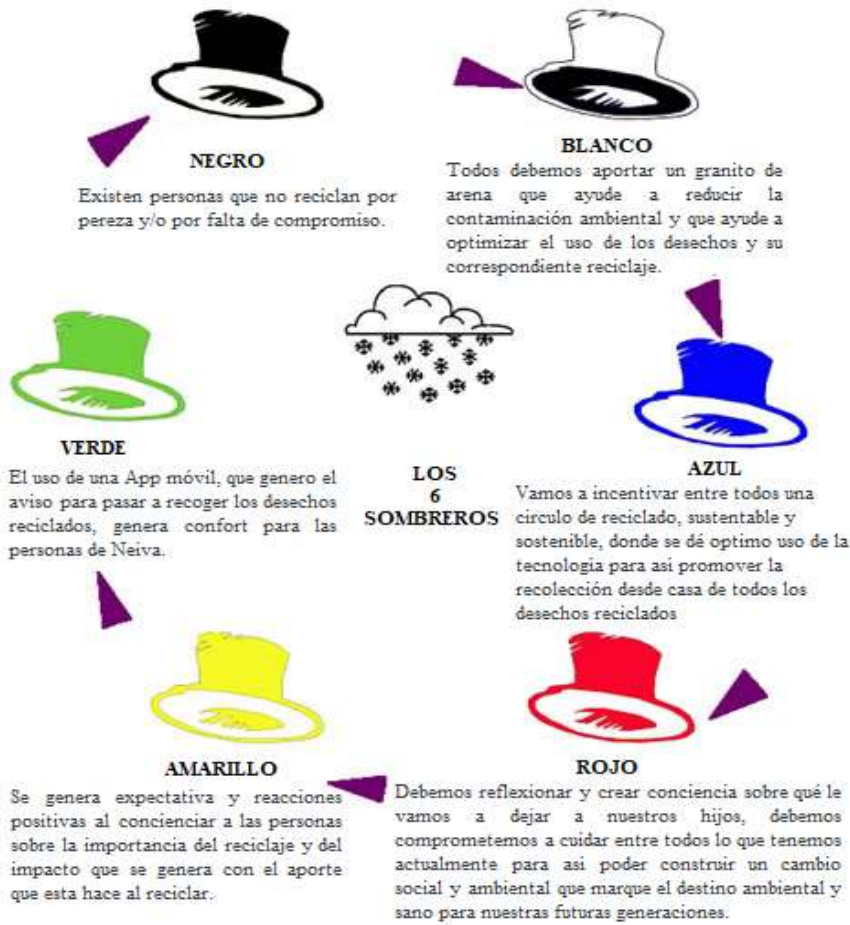 NEGRO
Existen personas que no reciclan por
pereza y/o por falta de compromiso.
BLANCO
Todos debemos aportar un granito de
arena que ayude a reducir la
contaminación ambiental y que ayude a
optimizar el uso de los desechos y su
correspondiente reciclaje.
VERDE
El uso de una App móvil, que genero el
aviso para pasar a recoger los desechos
reciclados, genera confort para las
personas de Neiva.
LOS
6
SOMBREROS
AZUL
Vamos a incentivar entre todos una
circulo de reciclado, sustentable y
sostenible, donde se dé optimo uso de la
tecnologia para asi promover la
recolección desde casa de todos los
desechos reciclados
AMARILLO
Se genera expectativa y reacciones
positivas al concienciar a las personas
sobre la importancia del reciclaje y del
impacto que se genera con el aporte
que esta hace al reciclar.
ROJO
Debemos reflexionar y crear conciencia sobre qué le
vamos a dejar a nuestros hijos, debemos
comprometemos a cuidar entre todos lo que tenemos
actualmente para asi poder construir un cambio
social y ambiental que marque el destino ambiental y
sano para nuestras futuras generaciones.